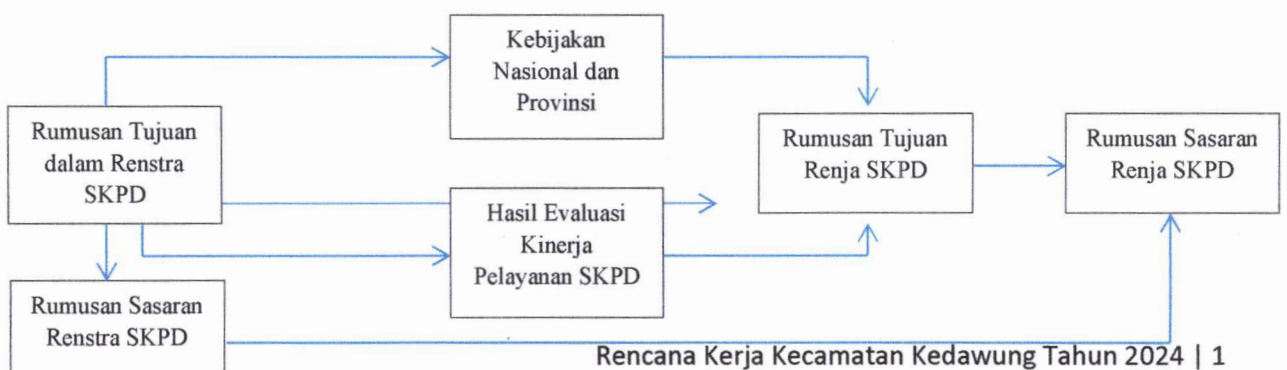 Kebijakan
Nasional dan
Provinsi
Rumusan Tujuan
dalam Renstra
SKPD
Rumusan Tujuan
Renja SKPD
Rumusan Sasaran
Renja SKPD
Hasil Evaluasi
Kinerja
Pelayanan SKPD
Rumusan Sasaran
Renstra SKPD
Rencana Kerja Kecamatan Kedawung Tahun 2024 | 1